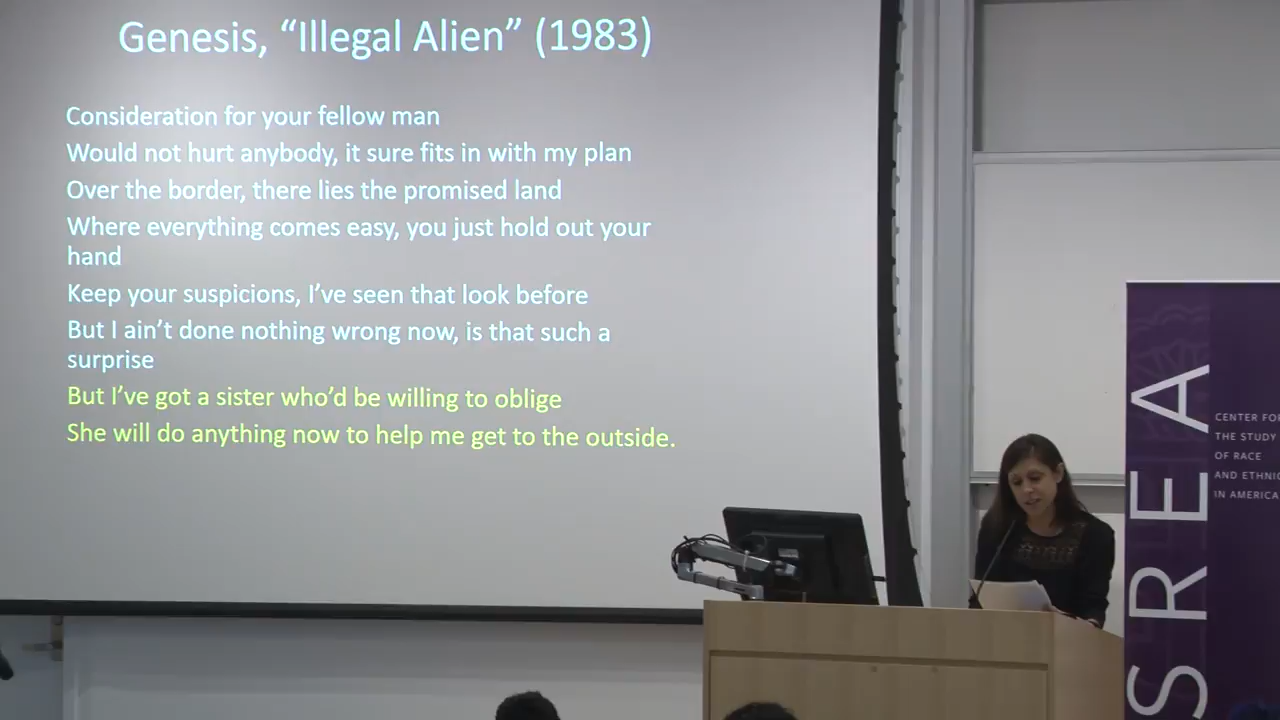 Genesis, “Illegal Alien” (1983)
Consideration for your fellow man
Would not hurt anybody, it sure fits in with my plan
Over the border, there lies the promised land
Where everything comes easy, you just hold out your
hand
Keep your suspicions, I’ve seen that look before
But I ain’t done nothing wrong now, is that such a
surprise
But I’ve got a sister who’d be willing to oblige
She will do anything now to help me get to the outside.
SREA
CENTER FO
THE STUDY
OF RACE
AND ETHNIC
IN AMERICA